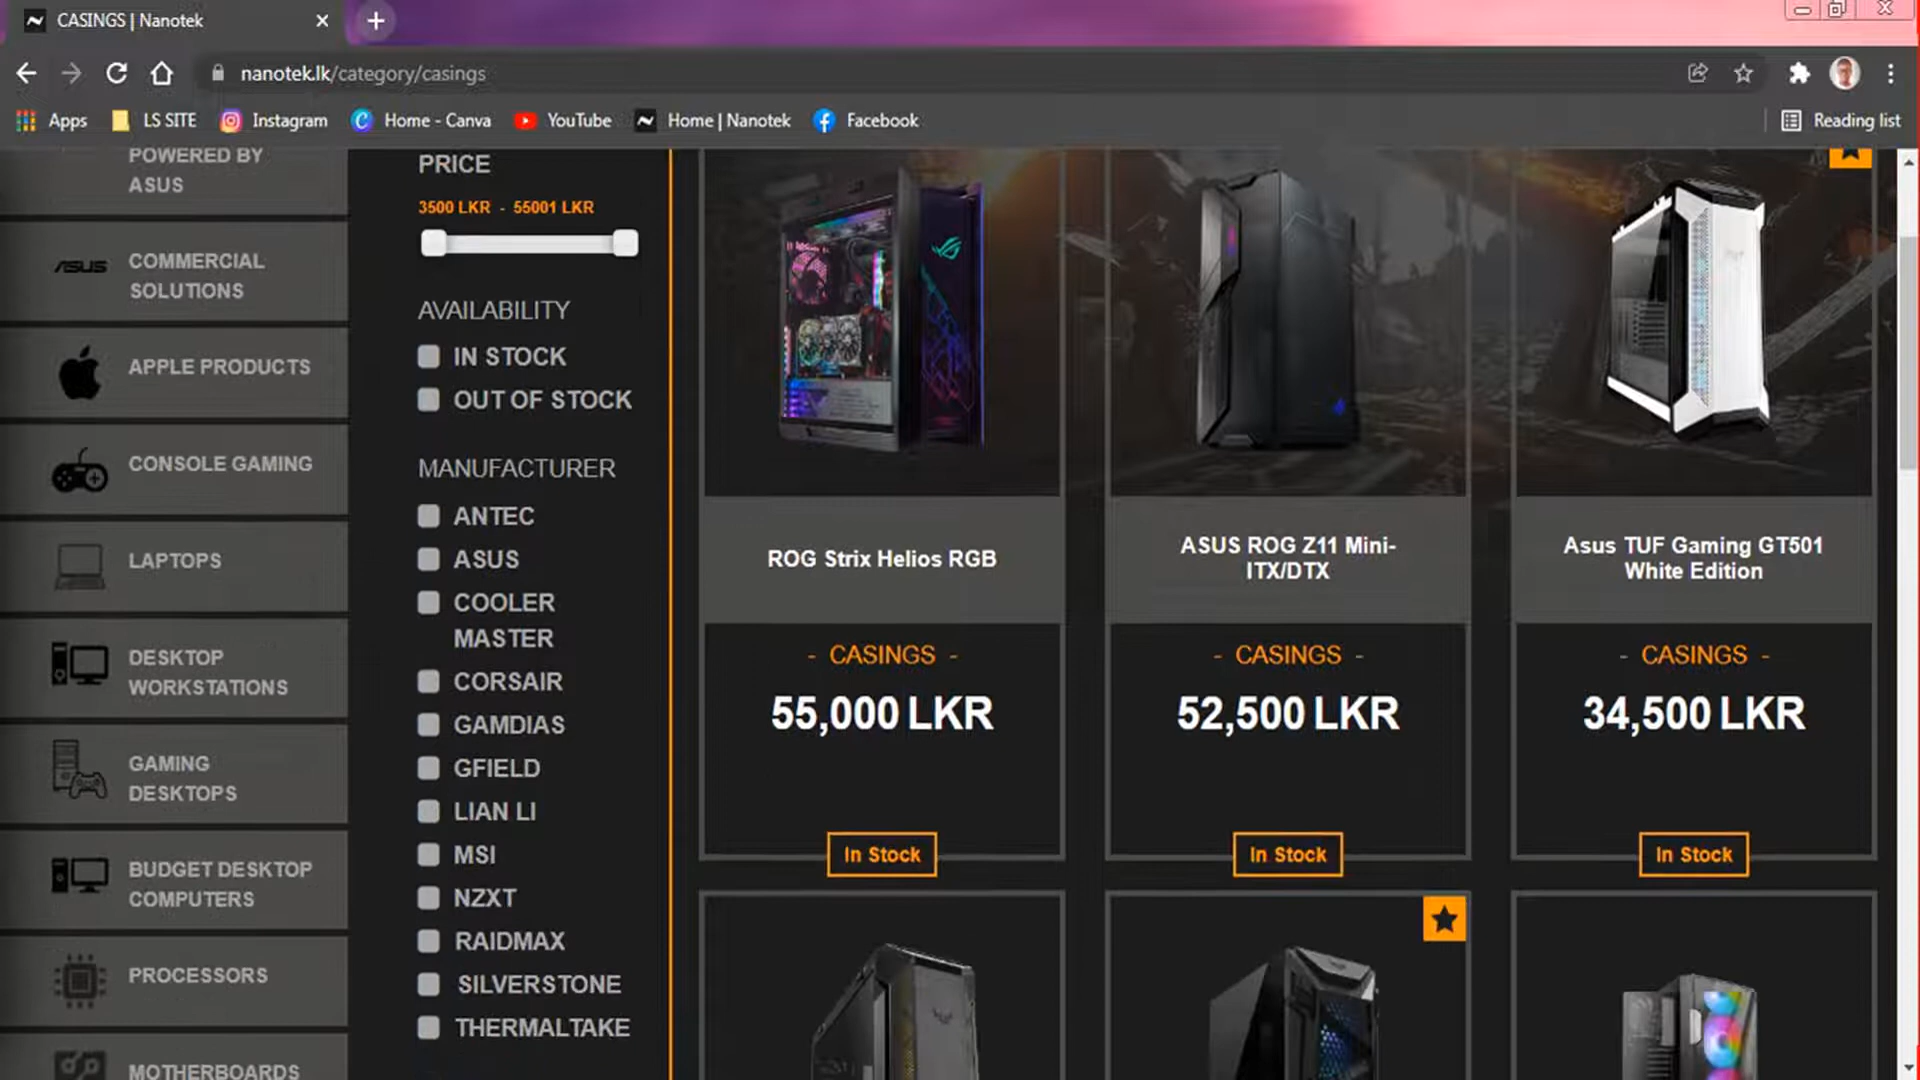 CASINGS | Nanotek
nanotek.lk/category/casings
Apps
LS SITE
Instagram
Home - Canva
YouTube
Home | Nanotek
Facebook
Reading list
POWERED BY
ASUS
ASUS
COMMERCIAL
SOLUTIONS
APPLE PRODUCTS
CONSOLE GAMING
LAPTOPS
DESKTOP
WORKSTATIONS
GAMING
DESKTOPS
BUDGET DESKTOP
COMPUTERS
PROCESSORS
MOTHERBOARDS
PRICE
3500 LKR - 55001 LKR
AVAILABILITY
IN STOCK
OUT OF STOCK
MANUFACTURER
ANTEC
ASUS
COOLER
MASTER
CORSAIR
GAMDIAS
GFIELD
LIAN LI
MSI
NZXT
RAIDMAX
SILVERSTONE
THERMALTAKE
ROG Strix Helios RGB
- CASINGS -
55,000 LKR
In Stock
ASUS ROG Z11 Mini-
ITX/DTX
- CASINGS -
52,500 LKR
In Stock
Asus TUF Gaming GT501
White Edition
- CASINGS -
34,500 LKR
In Stock